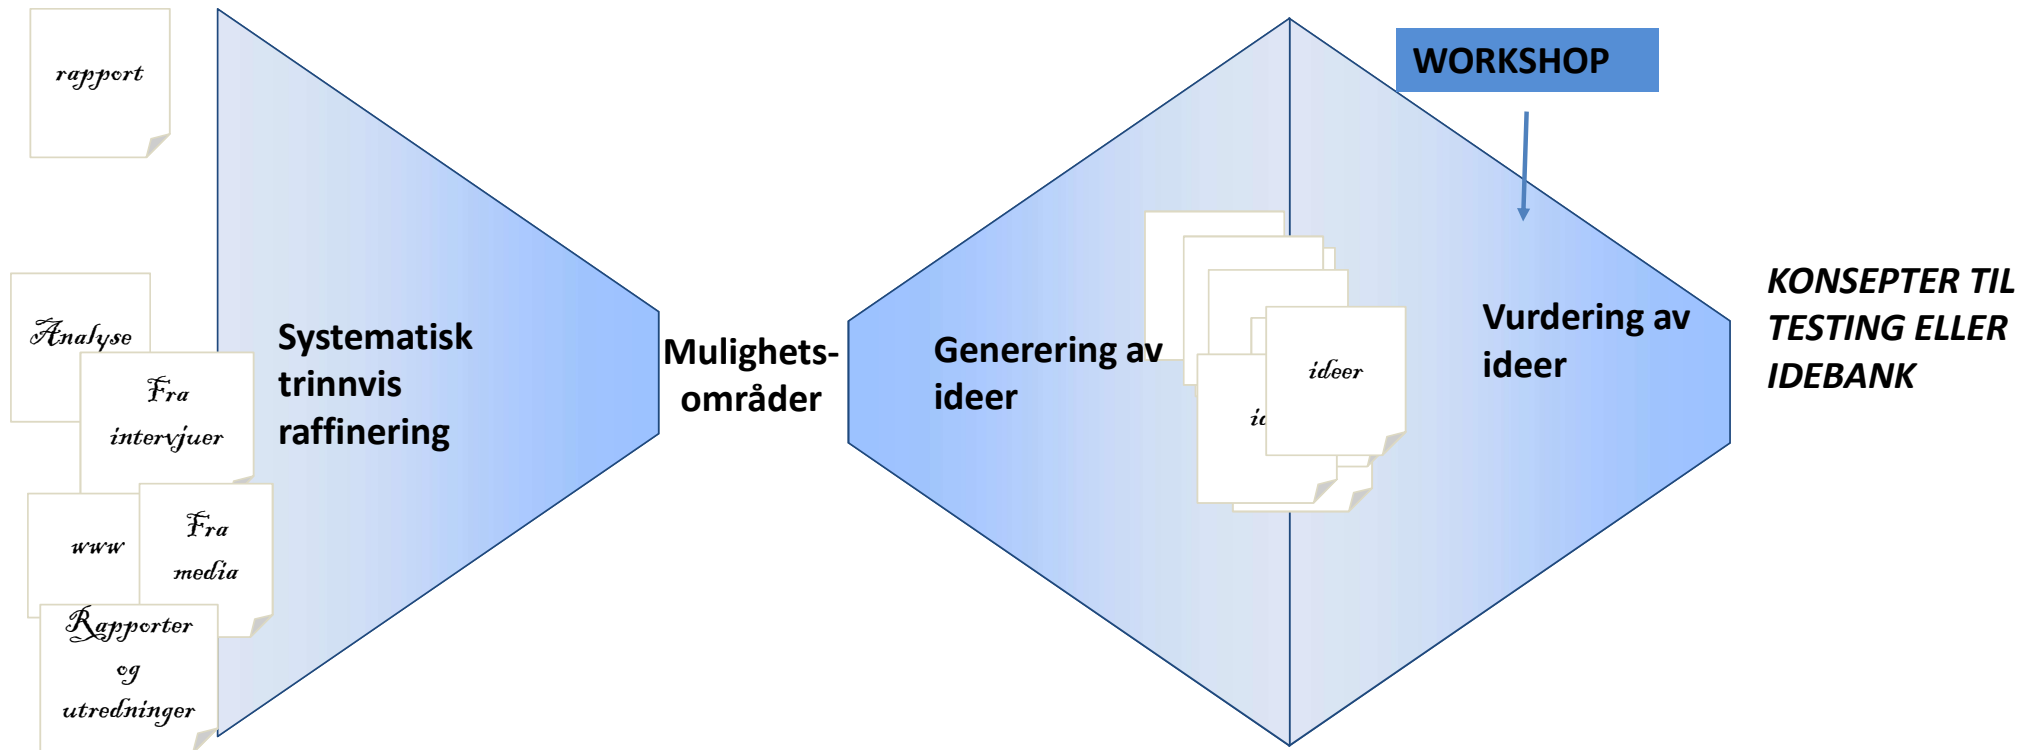 rapport
Analyse
Fra
intervjuer
www
Fra
media
Rapporter
og
utredninger
Systematisk
trinnvis
raffinering
Mulighets-
områder
Generering av
ideer
ideer
WORKSHOP
Vurdering av
ideer
KONSEPTER TIL
TESTING ELLER
IDEBANK